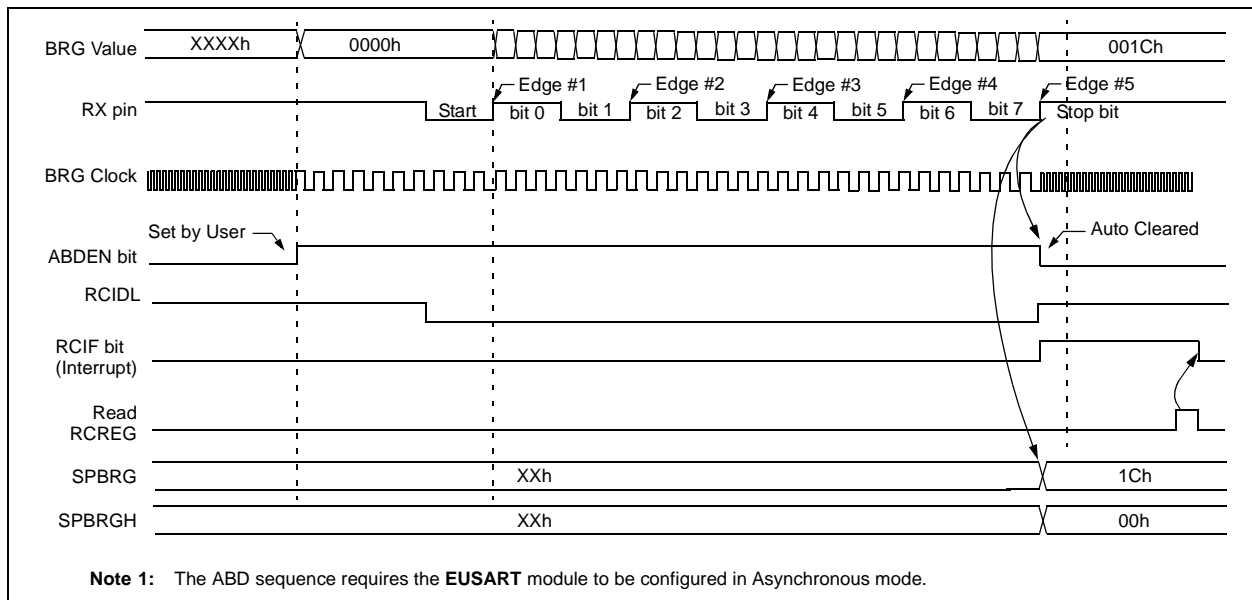 BRG Value
XXXXh
0000h
001Ch
RX pin
Start
Edge #1
bit 0
bit 1
Edge #2
bit 2
bit 3
Edge #3
bit 4
bit 5
Edge #4
bit 6
bit 7
Edge #5
Stop bit
BRG Clock
Set by User
Auto Cleared
ABDEN bit
RCIDL
RCIF bit
(Interrupt)
Read
RCREG
SPBRG
XXh
1Ch
SPBRGH
XXh
00h
Note 1: The ABD sequence requires the EUSART module to be configured in Asynchronous mode.